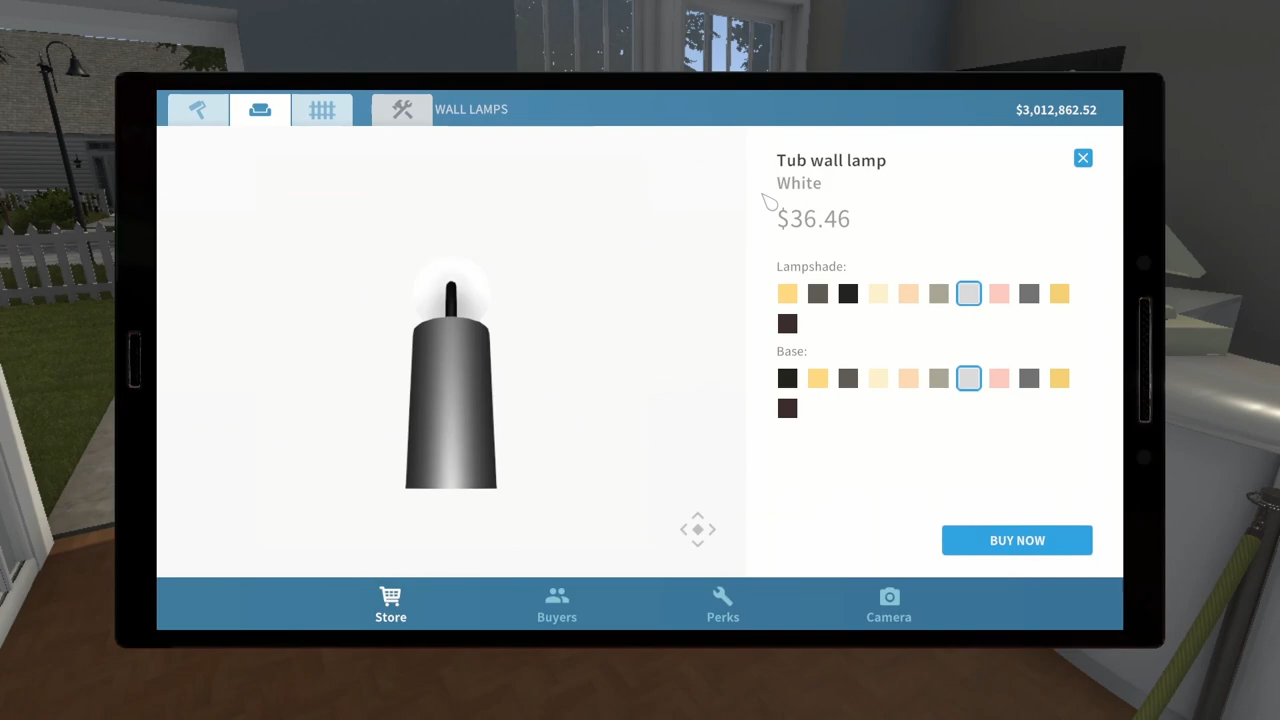 WALL LAMPS
$3,012,862.52
Tub wall lamp
White
$36.46
Lampshade:
Base:
BUY NOW
Store
Buyers
Perks
Camera